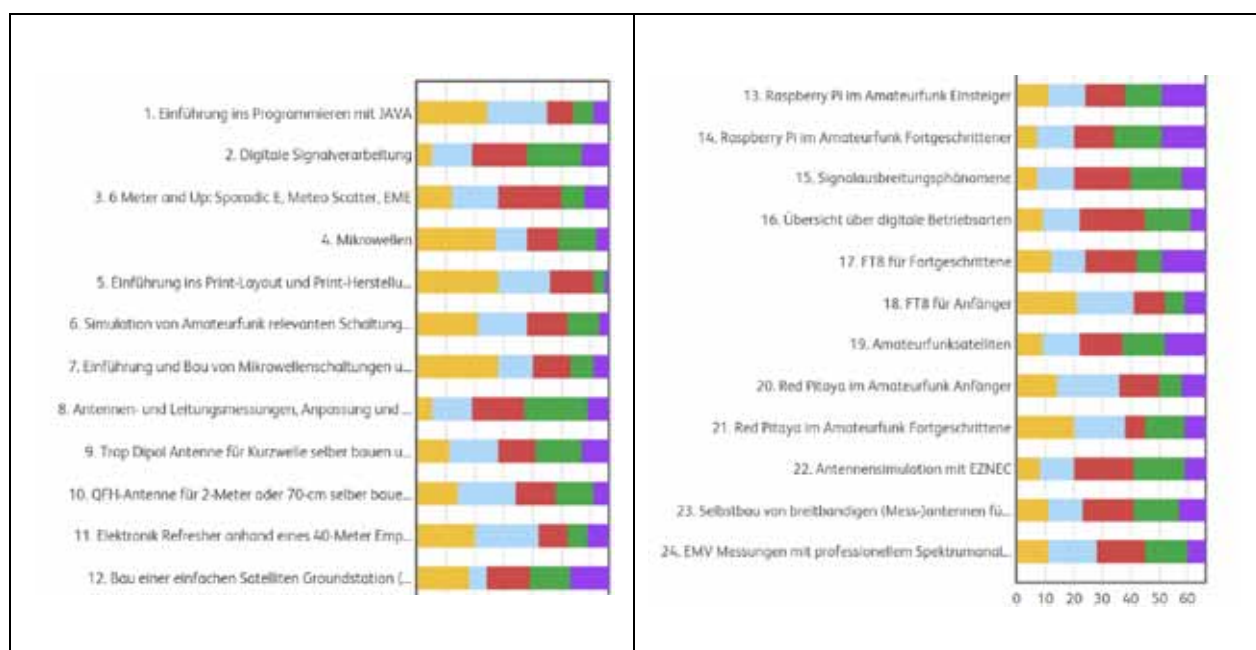 1. Einführung ins Programmieren mit JAVA
2. Digitale Signalverarbeitung
3. 6 Meter and Up: Sporadic E, Meteo Scatter, EME
4. Mikrowellen
5. Einführung ins Print-Layout und Print-Herstellu...
6. Simulation von Amateurfunk relevanten Schaltung...
7. Einführung und Bau von Mikrowellenschaltungen u...
8. Antennen- und Leitungsmessungen, Anpassung und ...
9. Trap Dipol Antenne für Kurzwelle selber bauen u...
10. QFH-Antenne für 2-Meter oder 70-cm selber baue...
11. Elektronik Refresher anhand eines 40-Meter Emp...
12. Bau einer einfachen Satelliten Groundstation (...
13. Raspberry Pi im Amateurfunk Einsteiger
14. Raspberry Pi im Amateurfunk Fortgeschrittener
15. Signalausbreitungsphänomene
16. Übersicht über digitale Betriebsarten
17. FT8 für Fortgeschrittene
18. FT8 für Anfänger
19. Amateurfunksatelliten
20. Red Pitaya im Amateurfunk Anfänger
21. Red Pitaya im Amateurfunk Fortgeschrittene
22. Antennensimulation mit EZNEC
23. Selbstbau von breitbandigen (Mess-)antennen fü...
24. EMV Messungen mit professionellem Spektrumanal...
0 10 20 30 40 50 60